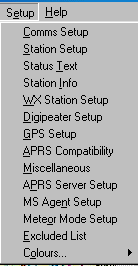 Setup Help
Comms Setup
Station Setup
Status Text
Station Info
WX Station Setup
Digipeater Setup
GPS Setup
APRS Compatibility
Miscellaneous
APRS Server Setup
MS Agent Setup
Meteor Mode Setup
Excluded List
Colours...